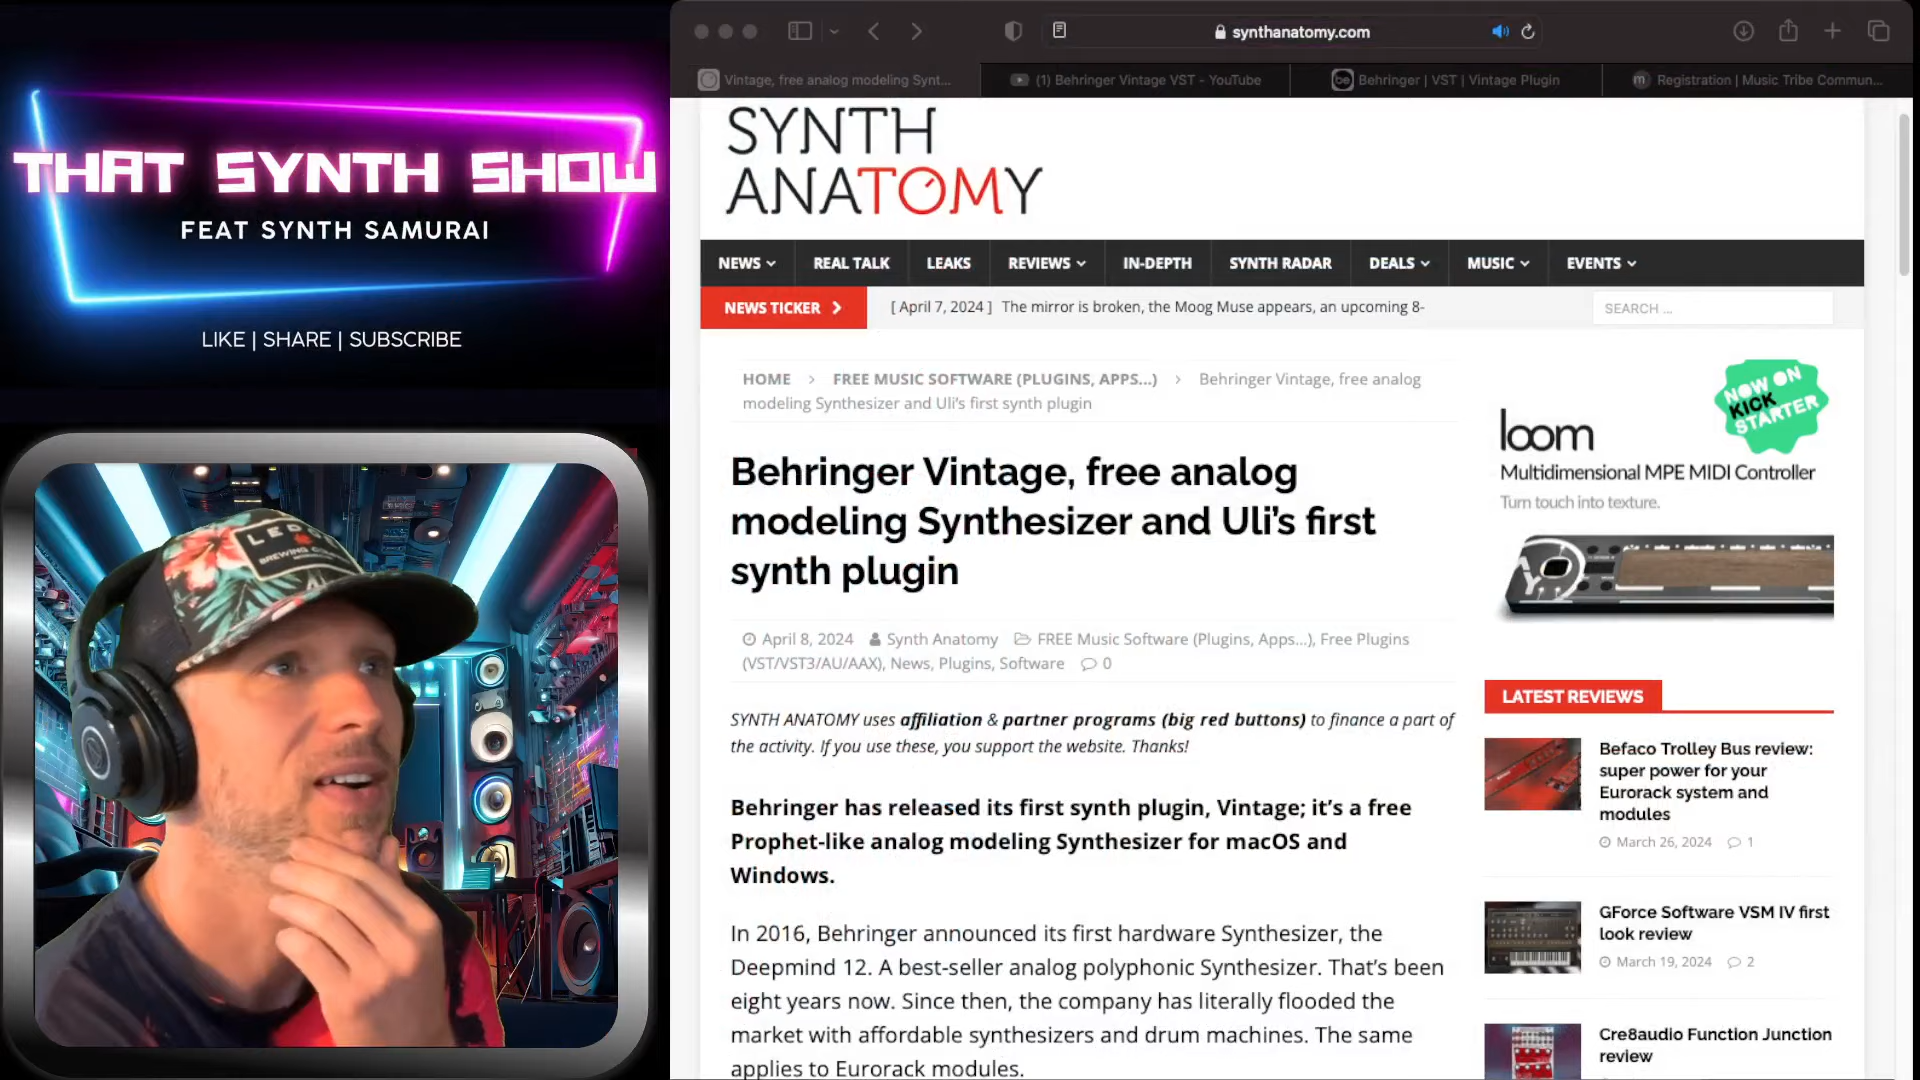 THAT SYNTH SHOW
FEAT SYNTH SAMURAI
LIKE | SHARE | SUBSCRIBE
LEDG
BREWING CO
synthanatomy.com
Vintage, free analog modeling Synt...
(1) Behringer Vintage VST - YouTube
be
Behringer | VST | Vintage Plugin
m
Registration | Music Tribe Commun...
SYNTH
ANATOMY
NEWS
REAL TALK
LEAKS
REVIEWS
IN-DEPTH
SYNTH RADAR
DEALS
MUSIC
EVENTS
NEWS TICKER
[ April 7, 2024 ] The mirror is broken, the Moog Muse appears, an upcoming 8-
SEARCH ...
HOME > FREE MUSIC SOFTWARE (PLUGINS, APPS...) > Behringer Vintage, free analog
modeling Synthesizer and Uli's first synth plugin
Behringer Vintage, free analog
modeling Synthesizer and Uli's first
synth plugin
April 8, 2024 Synth Anatomy FREE Music Software (Plugins, Apps...), Free Plugins
(VST/VST3/AU/AAX), News, Plugins, Software 0
SYNTH ANATOMY uses affiliation & partner programs (big red buttons) to finance a part of
the activity. If you use these, you support the website. Thanks!
Behringer has released its first synth plugin, Vintage; it's a free
Prophet-like analog modeling Synthesizer for macOS and
Windows.
In 2016, Behringer announced its first hardware Synthesizer, the
Deepmind 12. A best-seller analog polyphonic Synthesizer. That's been
eight years now. Since then, the company has literally flooded the
market with affordable synthesizers and drum machines. The same
applies to Eurorack modules.
NOW ON
KICK
STARTER
loom
Multidimensional MPE MIDI Controller
Turn touch into texture.
LATEST REVIEWS
Befaco Trolley Bus review:
super power for your
Eurorack system and
modules
March 26, 2024 1
GForce Software VSM IV first
look review
March 19, 2024 2
Cre8audio Function Junction
review